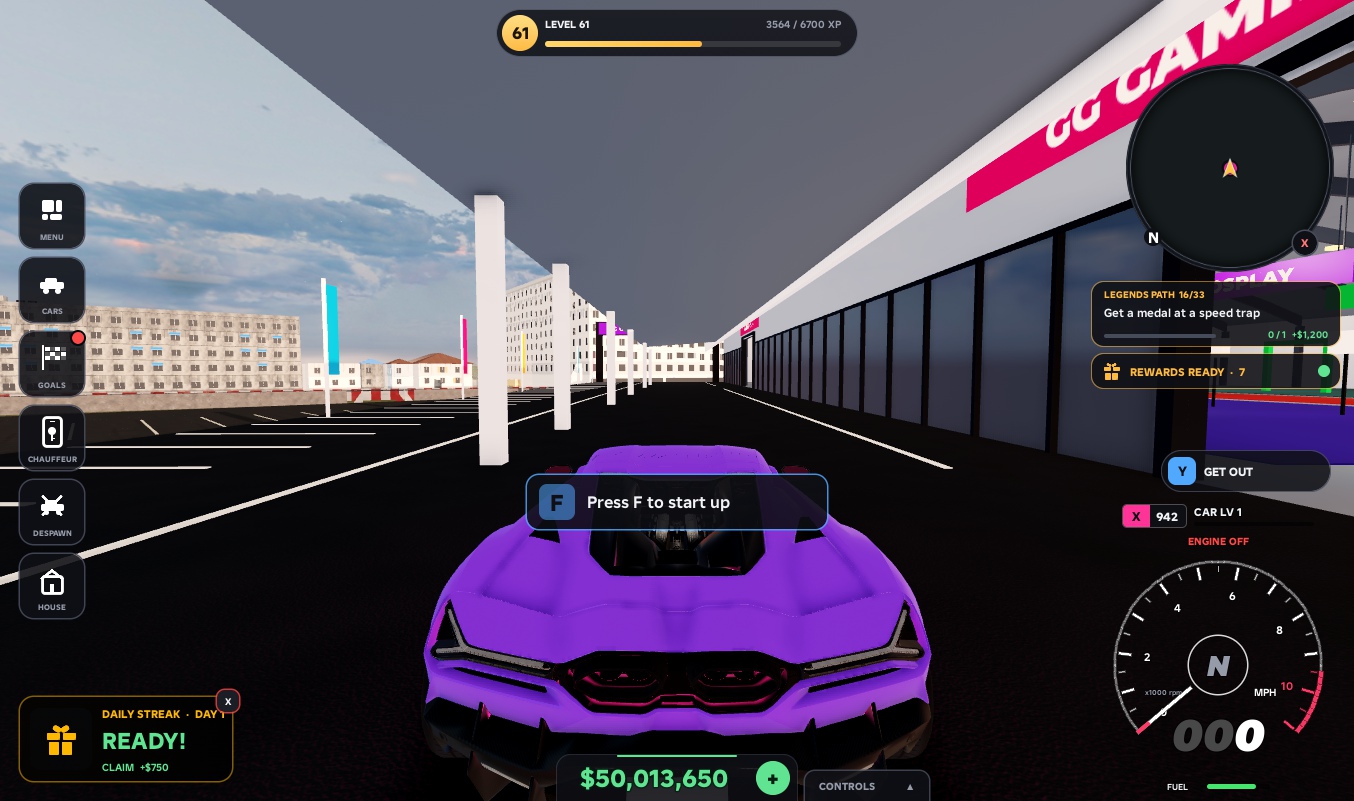 61
LEVEL 61
3564 / 6700 XP
GG GAMI
N
X
MENU
CARS
GOALS
CHAUFFEUR
DESPAWN
HOUSE
SPLAY
LEGENDS PATH 16/33
Get a medal at a speed trap
0 / 1 +$1,200
REWARDS READY · 7
Y GET OUT
F Press F to start up
X 942 CAR LV 1
ENGINE OFF
2
4
6
8
10
x1000 rpm
N
MPH
000
FUEL
X
DAILY STREAK · DAY 1
READY!
CLAIM +$750
$50,013,650
+
CONTROLS ▲